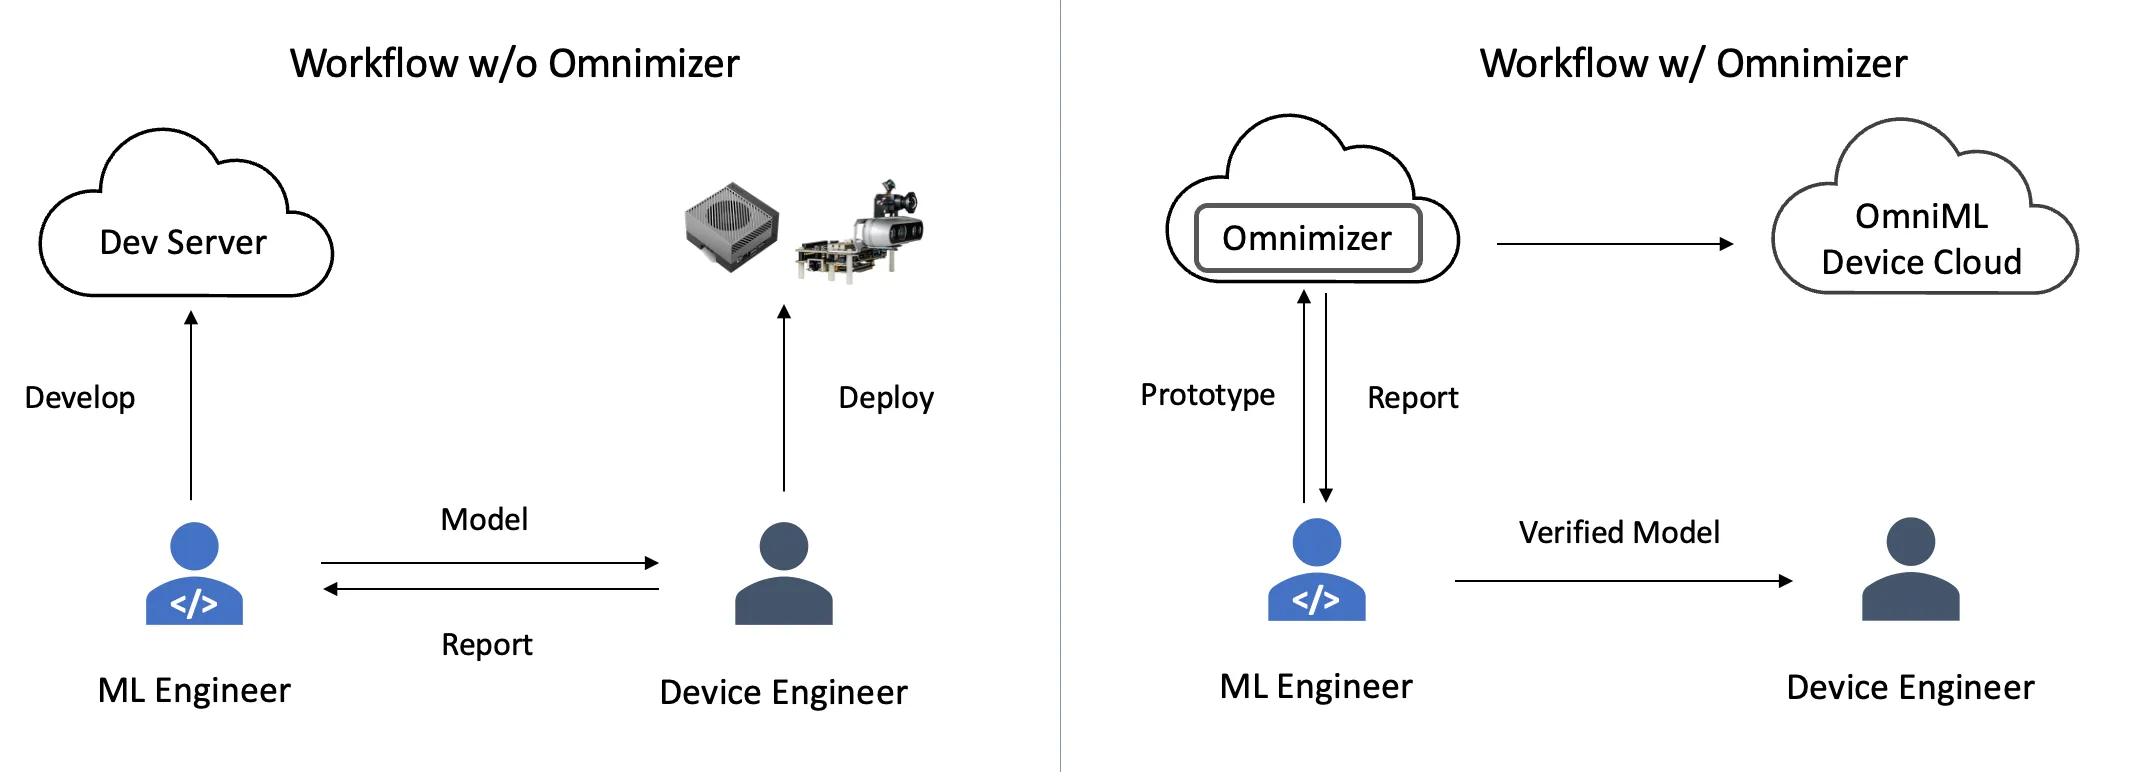 Workflow w/o Omnimizer
Dev Server
Develop
Deploy
Model
</>
Report
ML Engineer
Device Engineer
Workflow w/ Omnimizer
Omnimizer
OmniML
Device Cloud
Prototype
Report
Verified Model
</>
ML Engineer
Device Engineer